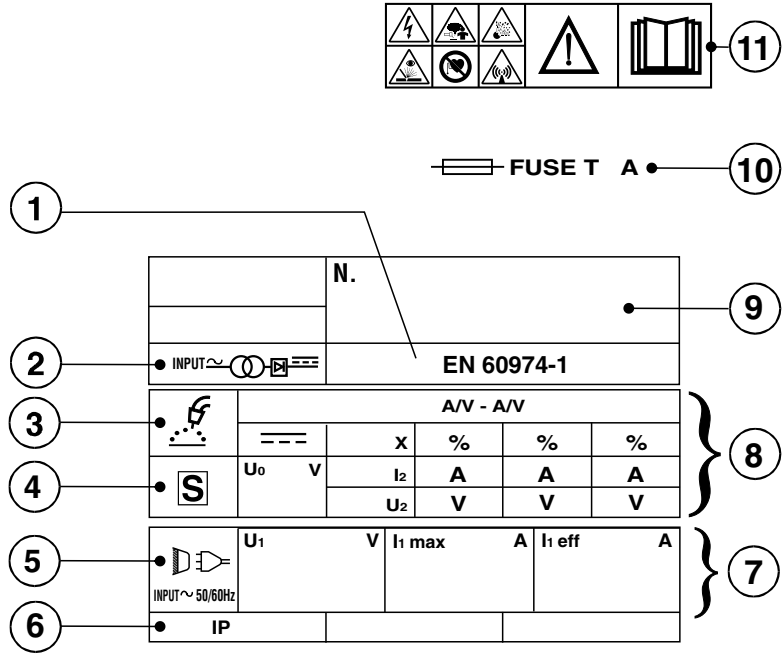 11
FUSE T A
10
1
N.
9
2
INPUT~
EN 60974-1
3
A/V - A/V
X % % %
8
4
S
U0 V
I2 A A A
U2 V V V
5
INPUT~ 50/60Hz
U1 V
I1 max A
I1 eff A
7
6
IP